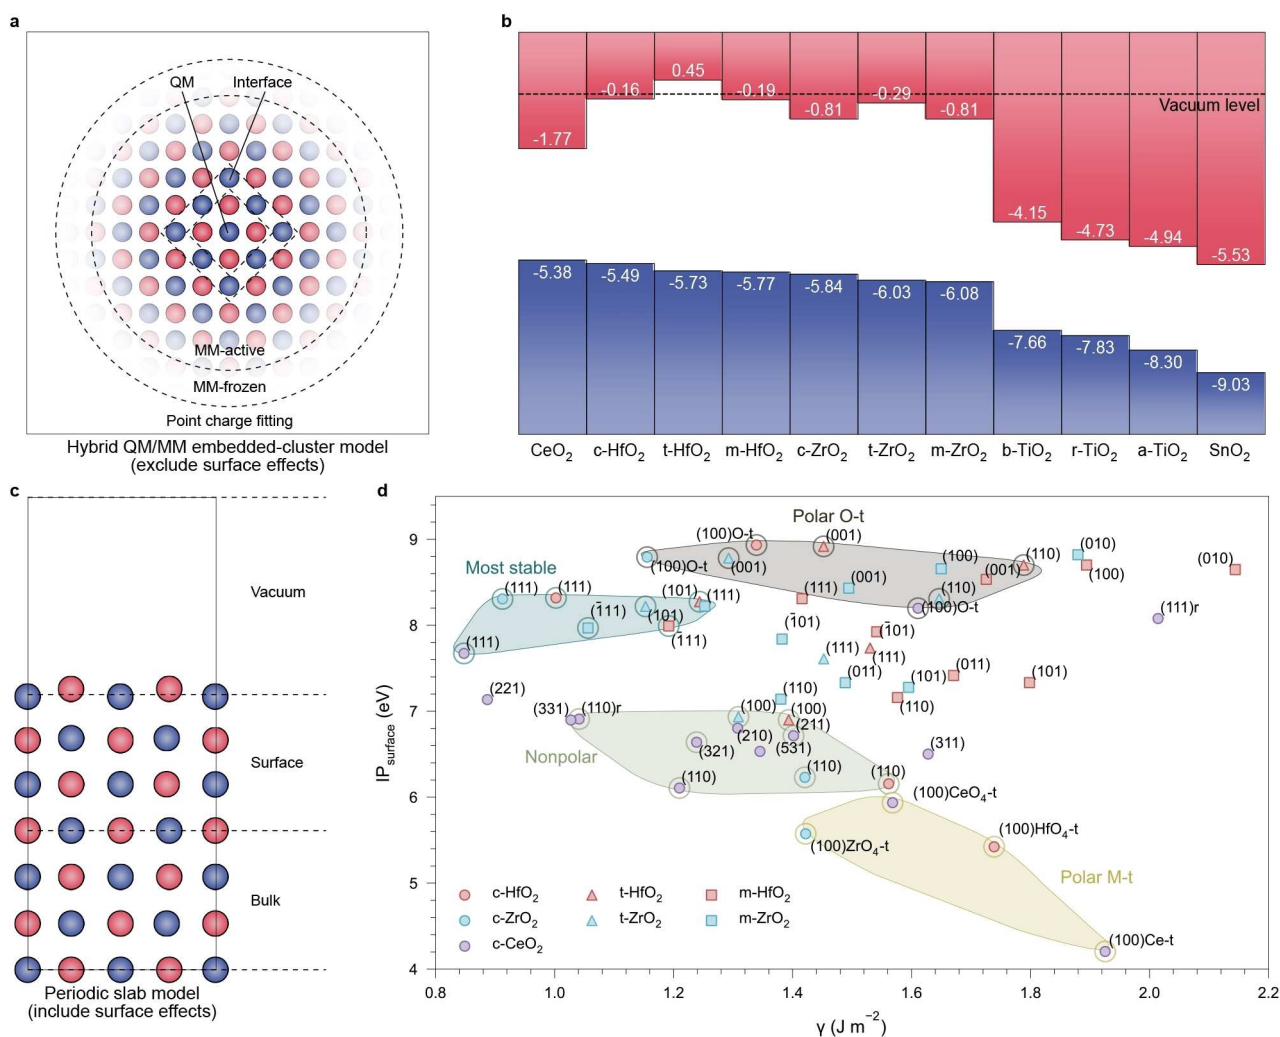 a
QM
Interface
MM-active
MM-frozen
Point charge fitting
Hybrid QM/MM embedded-cluster model
(exclude surface effects)
b
0.45
-0.16
-0.19
-0.29
-0.81
-0.81
Vacuum level
-1.77
-4.15
-4.73
-4.94
-5.53
-5.38
-5.49
-5.73
-5.77
-5.84
-6.03
-6.08
-7.66
-7.83
-8.30
-9.03
CeO₂ c-HfO₂ t-HfO₂ m-HfO₂ c-ZrO₂ t-ZrO₂ m-ZrO₂ b-TiO₂ r-TiO₂ a-TiO₂ SnO₂
c
Vacuum
Surface
Bulk
Periodic slab model
(include surface effects)
d
Polar O-t
(100)O-t
(001)
(100)O-t
(001)
(100)
(001)
(110)
(010)
(100)
(010)
Most stable
(111)
(111)
(1̄11)
(101)
(101)
(111)
(1̄11)
(111)
(111)
(001)
(110)
(100)O-t
(111)r
(1̄01)
(1̄01)
(111)
(111)
(011)
(101)
(011)
(101)
(110)
(110)
(221)
(331)
(110)r
(100)
(100)
(210)
(211)
(321)
(531)
(311)
Nonpolar
(110)
(110)
(110)
(100)CeO₄-t
(100)ZrO₄-t
(100)HfO₄-t
Polar M-t
(100)Ce-t
c-HfO₂ t-HfO₂ m-HfO₂
c-ZrO₂ t-ZrO₂ m-ZrO₂
c-CeO₂
9
8
7
6
5
4
IPsurface (eV)
0.8 1.0 1.2 1.4 1.6 1.8 2.0 2.2
γ (J m⁻²)